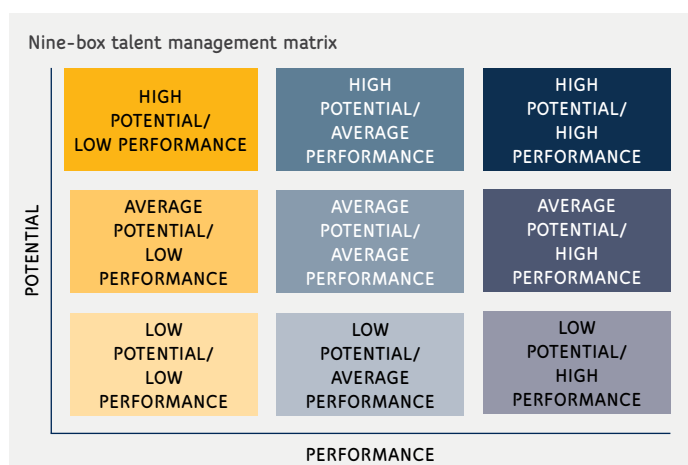 Nine-box talent management matrix
HIGH
POTENTIAL/
LOW PERFORMANCE
HIGH
POTENTIAL/
AVERAGE
PERFORMANCE
HIGH
POTENTIAL/
HIGH
PERFORMANCE
POTENTIAL
AVERAGE
POTENTIAL/
LOW
PERFORMANCE
AVERAGE
POTENTIAL/
AVERAGE
PERFORMANCE
AVERAGE
POTENTIAL/
HIGH
PERFORMANCE
LOW
POTENTIAL/
LOW
PERFORMANCE
LOW
POTENTIAL/
AVERAGE
PERFORMANCE
LOW
POTENTIAL/
HIGH
PERFORMANCE
PERFORMANCE